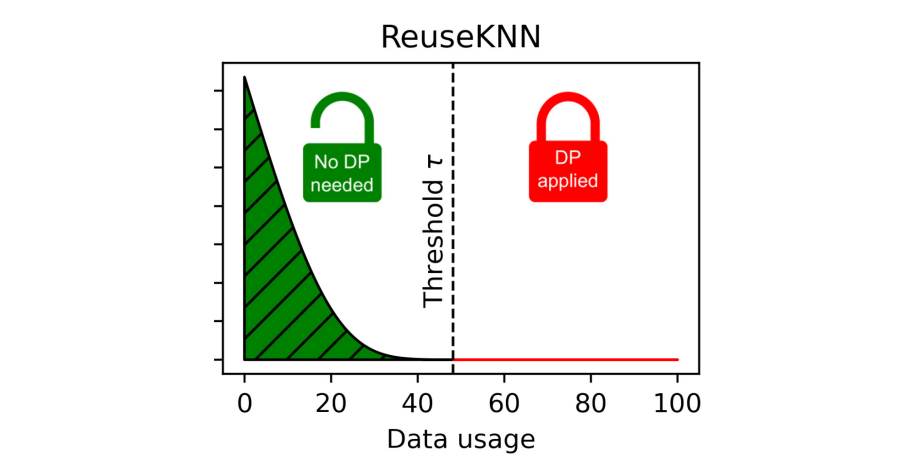 ReuseKNN
No DP
needed
Threshold τ
DP
applied
0 20 40 60 80 100
Data usage